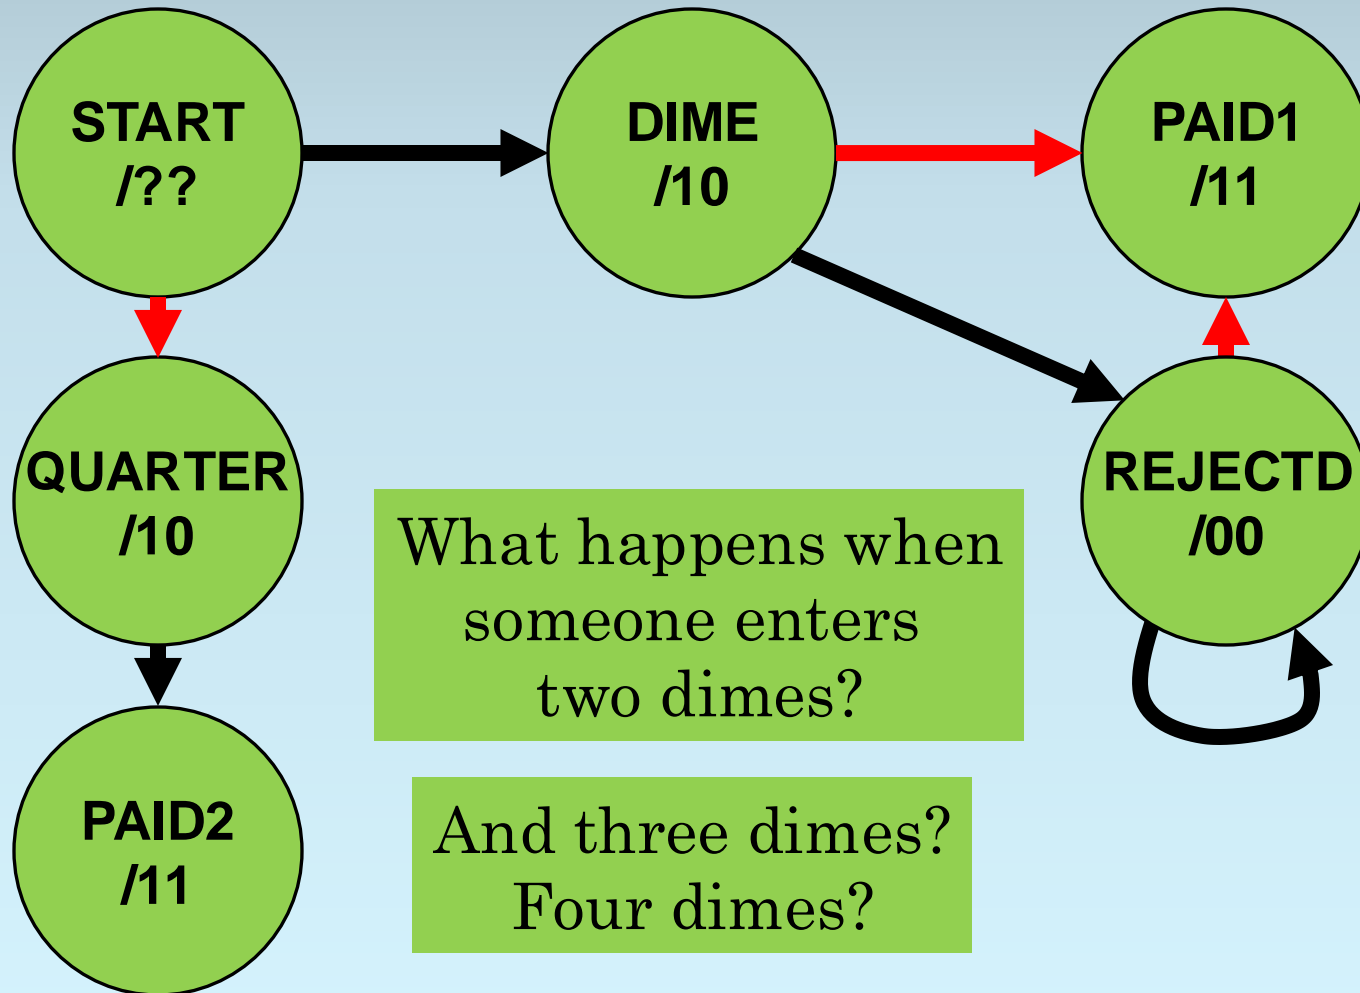 START
/??
DIME
/10
PAID1
/11
QUARTER
/10
REJECTD
/00
What happens when
someone enters
two dimes?
PAID2
/11
And three dimes?
Four dimes?